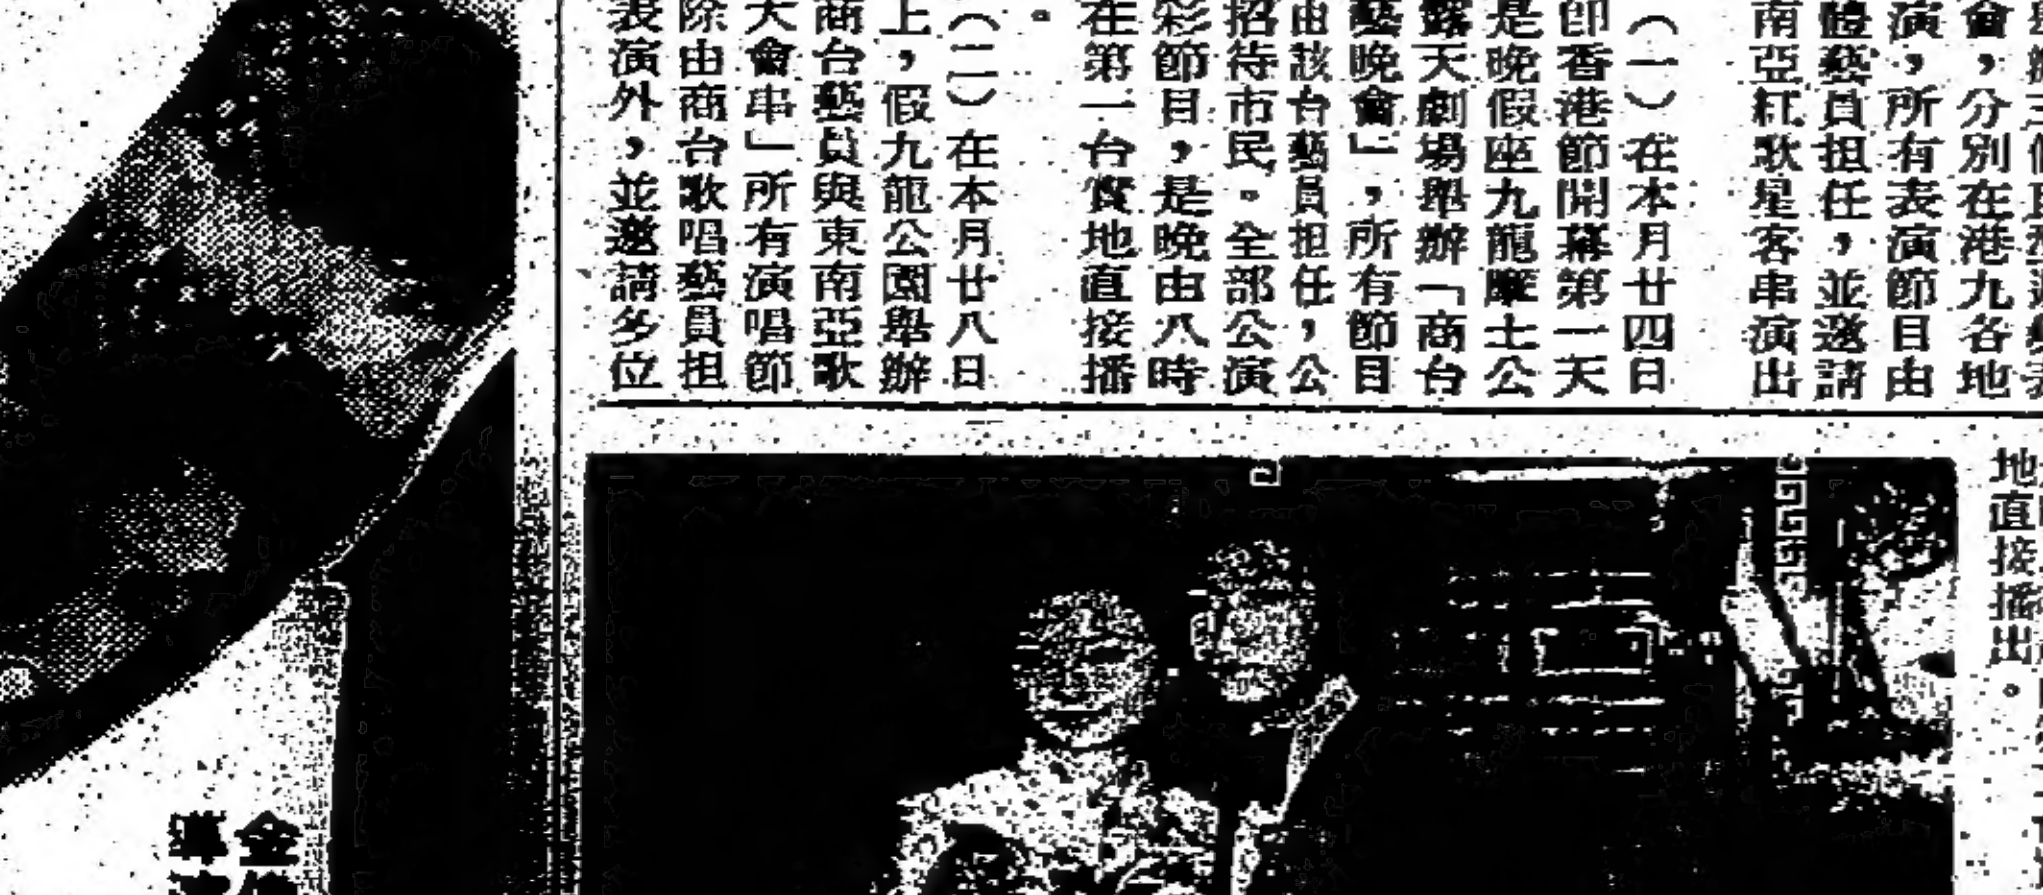 會，分別在港九各地
演，所有表演節目由
體藝員担任，並邀請
南亞紅歌星客串演出
（一）在本月廿四日
卽香港節開幕第一天
是晚假座九龍摩士公
露天劇場舉辦「商台
藝晚會」，所有節目
由該台藝員担任，公
招待市民。全部公演
彩節目，是晚由八時
在第一台實地直接播
。
（二）在本月廿八日
上，假九龍公園舉辦
商台藝員與東南亞歌
大會串」所有演唱節
除由商台歌唱藝員担
表演外，並邀請多位
地直接播出。
金